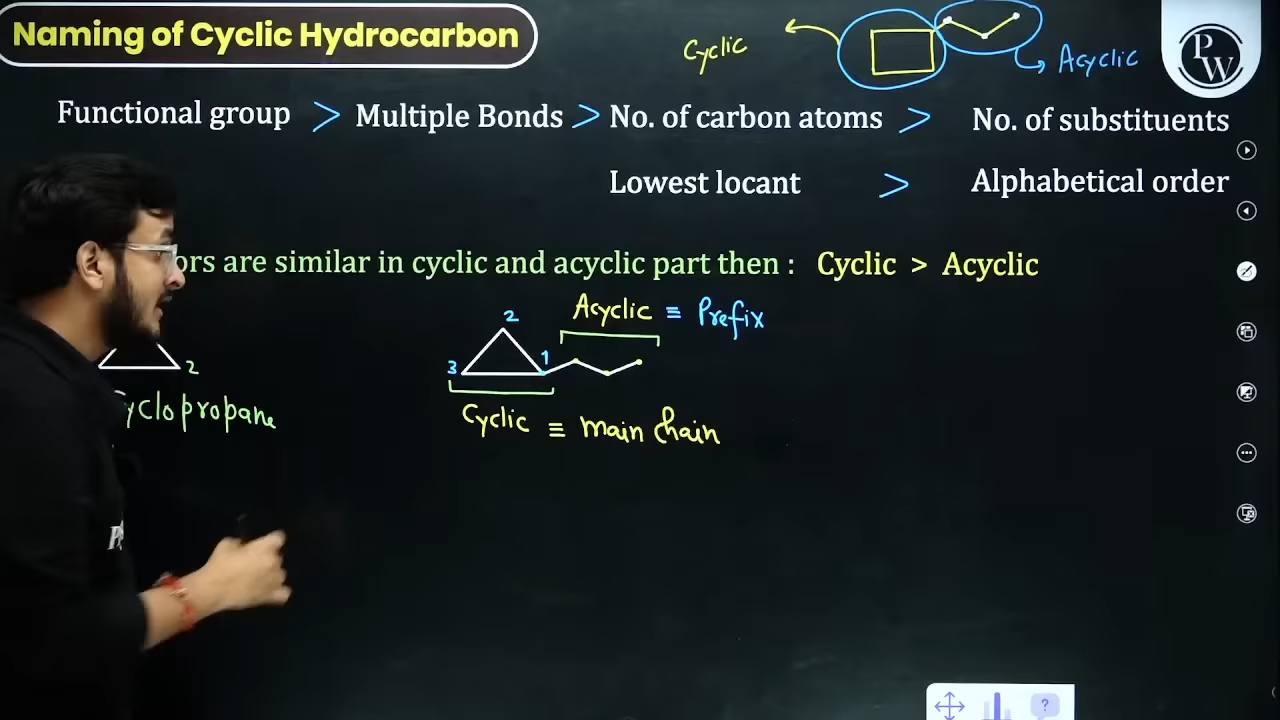 Naming of Cyclic Hydrocarbon
Cyclic
Acyclic
PW
Functional group > Multiple Bonds > No. of carbon atoms > No. of substituents
Lowest locant > Alphabetical order
ors are similar in cyclic and acyclic part then : Cyclic > Acyclic
Acyclic ≡ Prefix
2
3
1
2
yclopropane
Cyclic ≡ main chain
P
?